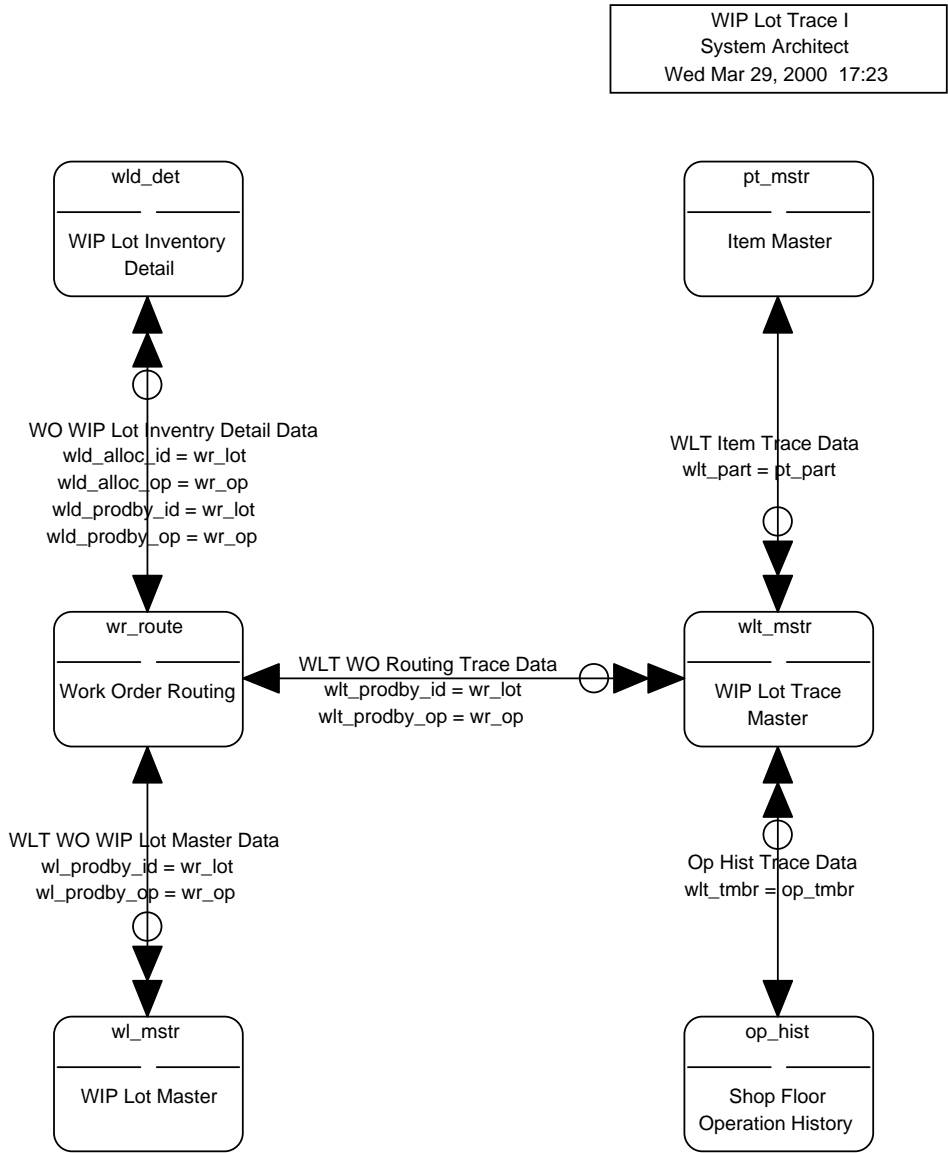 WIP Lot Trace I
System Architect
Wed Mar 29, 2000 17:23
wld_det
WIP Lot Inventory
Detail
pt_mstr
Item Master
WO WIP Lot Inventry Detail Data
wld_alloc_id = wr_lot
wld_alloc_op = wr_op
wld_prodby_id = wr_lot
wld_prodby_op = wr_op
WLT Item Trace Data
wlt_part = pt_part
wr_route
Work Order Routing
WLT WO Routing Trace Data
wlt_prodby_id = wr_lot
wlt_prodby_op = wr_op
wlt_mstr
WIP Lot Trace
Master
WLT WO WIP Lot Master Data
wl_prodby_id = wr_lot
wl_prodby_op = wr_op
Op Hist Trace Data
wlt_tmbr = op_tmbr
wl_mstr
WIP Lot Master
op_hist
Shop Floor
Operation History